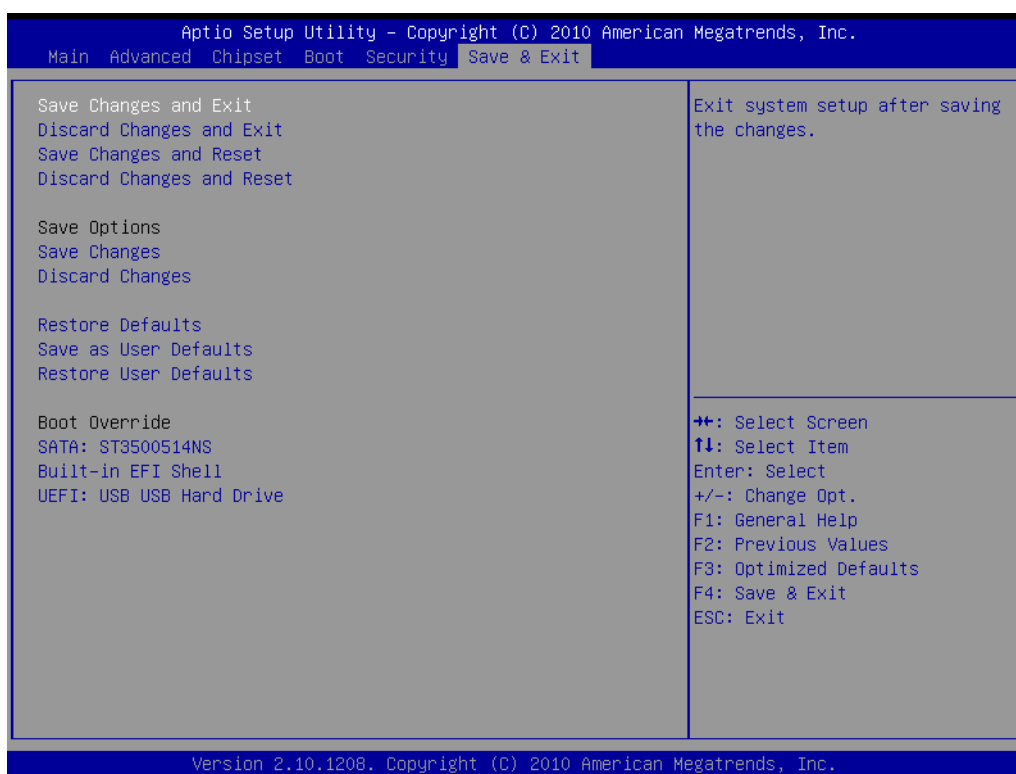 Aptio Setup Utility – Copyright (C) 2010 American Megatrends, Inc.
Main Advanced Chipset Boot Security Save & Exit
Save Changes and Exit
Discard Changes and Exit
Save Changes and Reset
Discard Changes and Reset
Save Options
Save Changes
Discard Changes
Restore Defaults
Save as User Defaults
Restore User Defaults
Boot Override
SATA: ST3500514NS
Built-in EFI Shell
UEFI: USB USB Hard Drive
Exit system setup after saving
the changes.
→←: Select Screen
↑↓: Select Item
Enter: Select
+/-: Change Opt.
F1: General Help
F2: Previous Values
F3: Optimized Defaults
F4: Save & Exit
ESC: Exit
Version 2.10.1208. Copyright (C) 2010 American Megatrends, Inc.